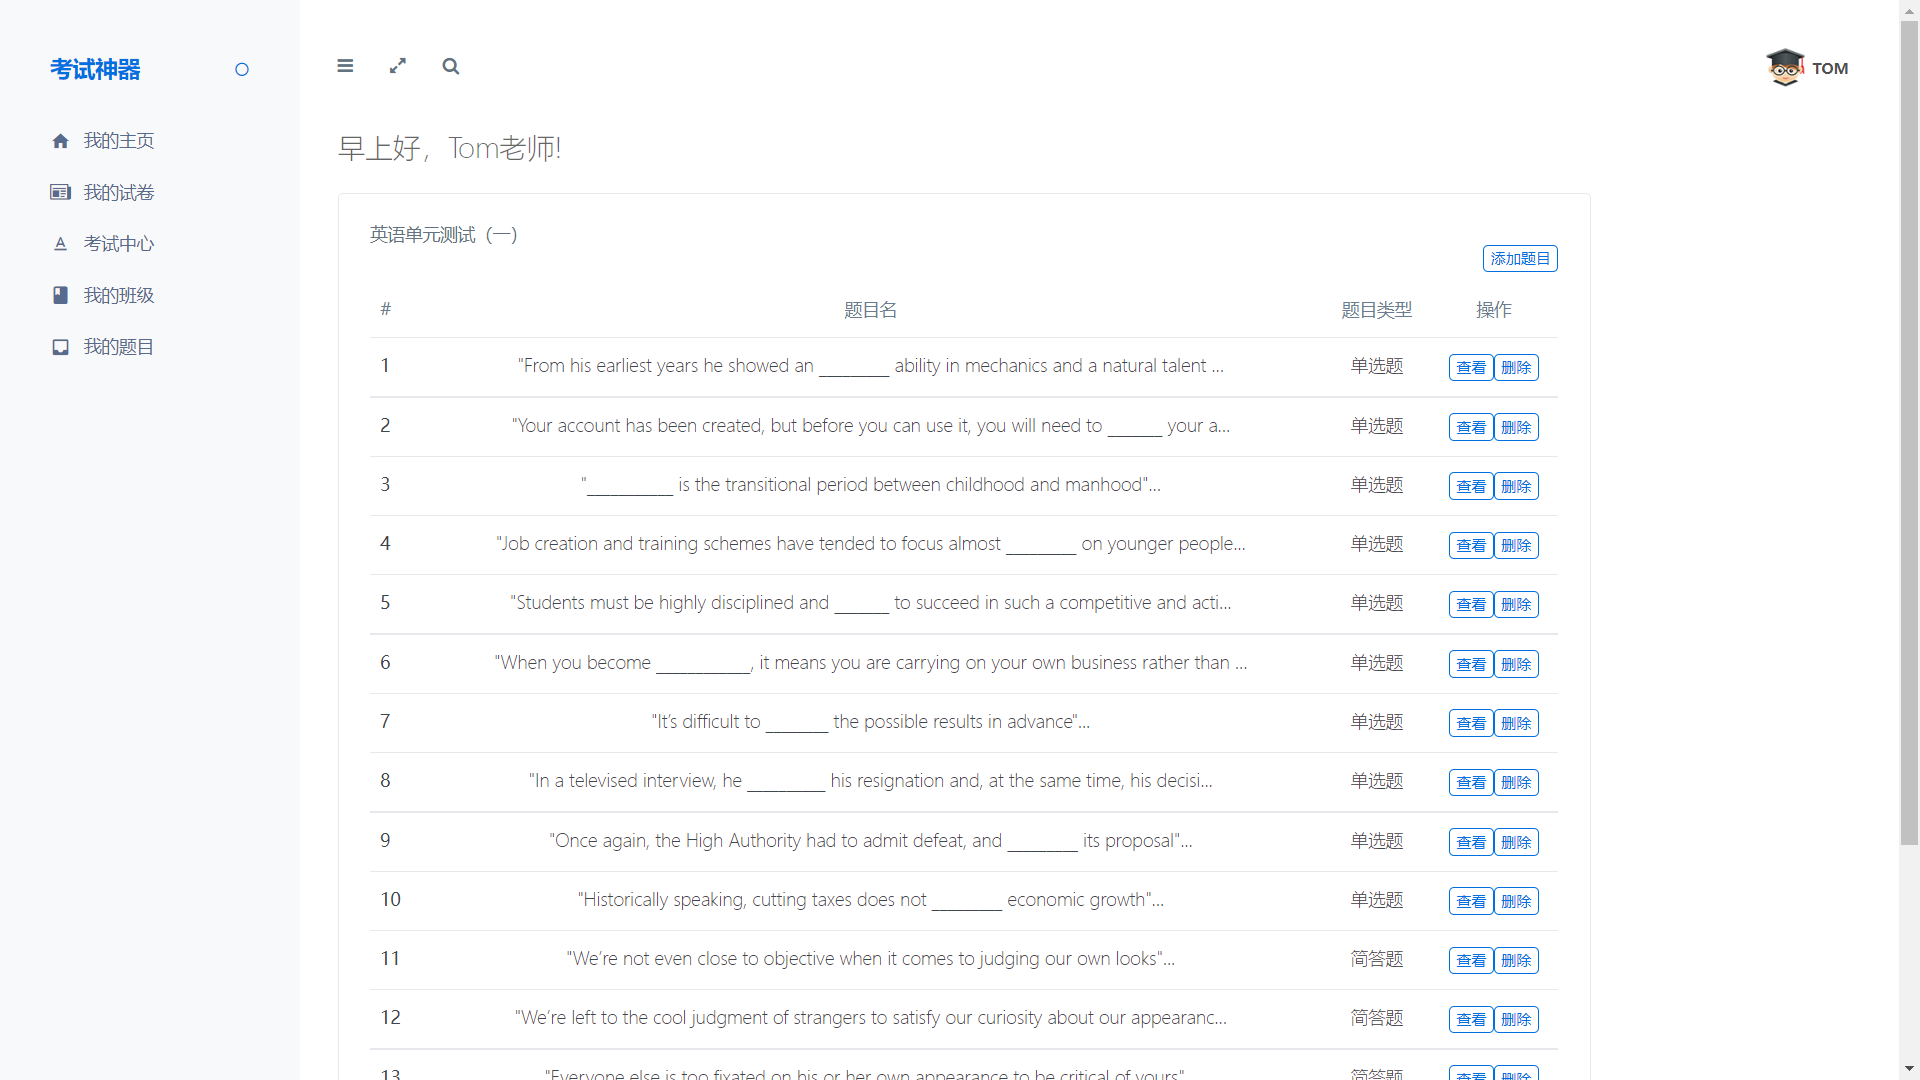 考试神器
TOM
我的主页
我的试卷
考试中心
我的班级
我的题目
早上好，Tom老师!
英语单元测试（一）
添加题目
# 题目名 题目类型 操作
1 "From his earliest years he showed an _________ ability in mechanics and a natural talent ... 单选题 查看 删除
2 "Your account has been created, but before you can use it, you will need to _______ your a... 单选题 查看 删除
3 "___________ is the transitional period between childhood and manhood"... 单选题 查看 删除
4 "Job creation and training schemes have tended to focus almost _________ on younger people... 单选题 查看 删除
5 "Students must be highly disciplined and _______ to succeed in such a competitive and acti... 单选题 查看 删除
6 "When you become ____________, it means you are carrying on your own business rather than ... 单选题 查看 删除
7 "It’s difficult to ________ the possible results in advance"... 单选题 查看 删除
8 "In a televised interview, he __________ his resignation and, at the same time, his decisi... 单选题 查看 删除
9 "Once again, the High Authority had to admit defeat, and _________ its proposal"... 单选题 查看 删除
10 "Historically speaking, cutting taxes does not _________ economic growth"... 单选题 查看 删除
11 "We’re not even close to objective when it comes to judging our own looks"... 简答题 查看 删除
12 "We’re left to the cool judgment of strangers to satisfy our curiosity about our appearanc... 简答题 查看 删除
13 "Everyone else is too fixated on his or her own appearance to be critical of yours"... 简答题 查看 删除